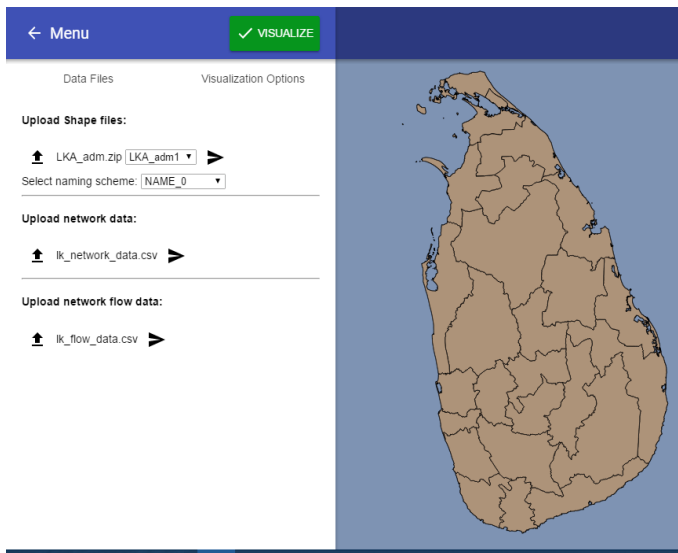 Menu
VISUALIZE
Data Files Visualization Options
Upload Shape files:
LKA_adm.zip LKA_adm1
Select naming scheme: NAME_0
Upload network data:
lk_network_data.csv
Upload network flow data:
lk_flow_data.csv